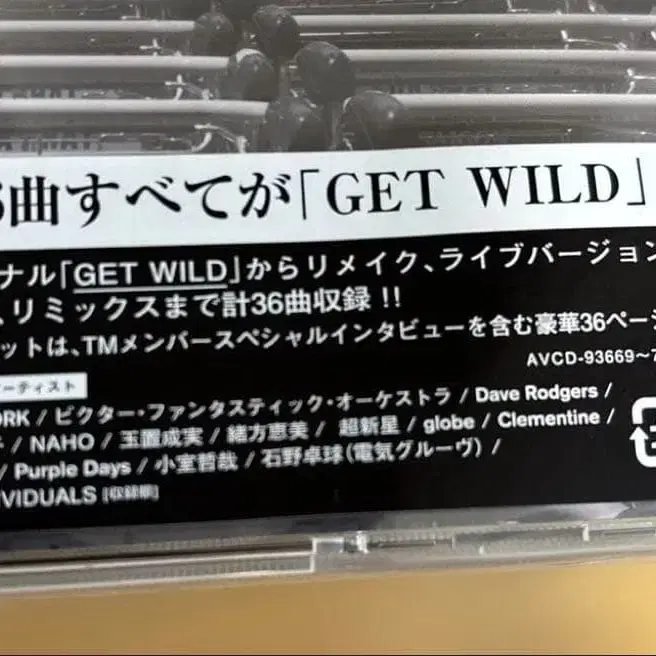 6曲すべてが「GET WILD」
ナル「GET WILD」からリメイク、ライブバージョン
、リミックスまで計36曲収録!!
ットは、TMメンバースペシャルインタビューを含む豪華36ペー
AVCD-93669~7
ーティスト
ORK / ビクター・ファンタスティック・オーケストラ / Dave Rodgers /
/ NAHO / 玉置成実 / 緒方恵美 / 超新星 / globe / Clementine /
/ Purple Days / 小室哲哉 / 石野卓球(電気グルーヴ) /
VIDUALS [収録順]